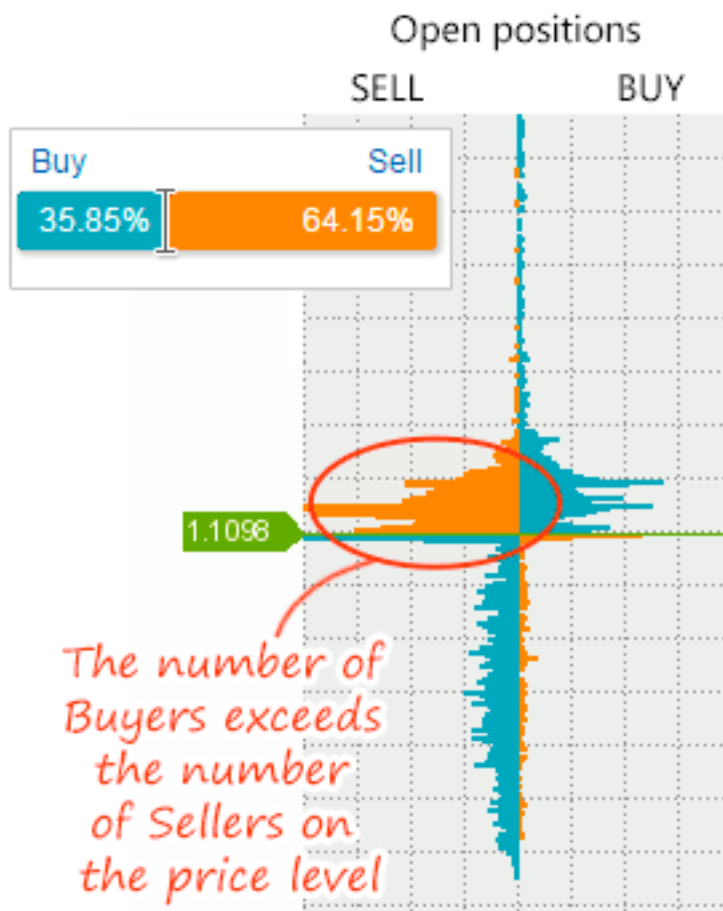 Open positions
SELL BUY
Buy Sell
35.85% 64.15%
1.1098
The number of
Buyers exceeds
the number
of Sellers on
the price level